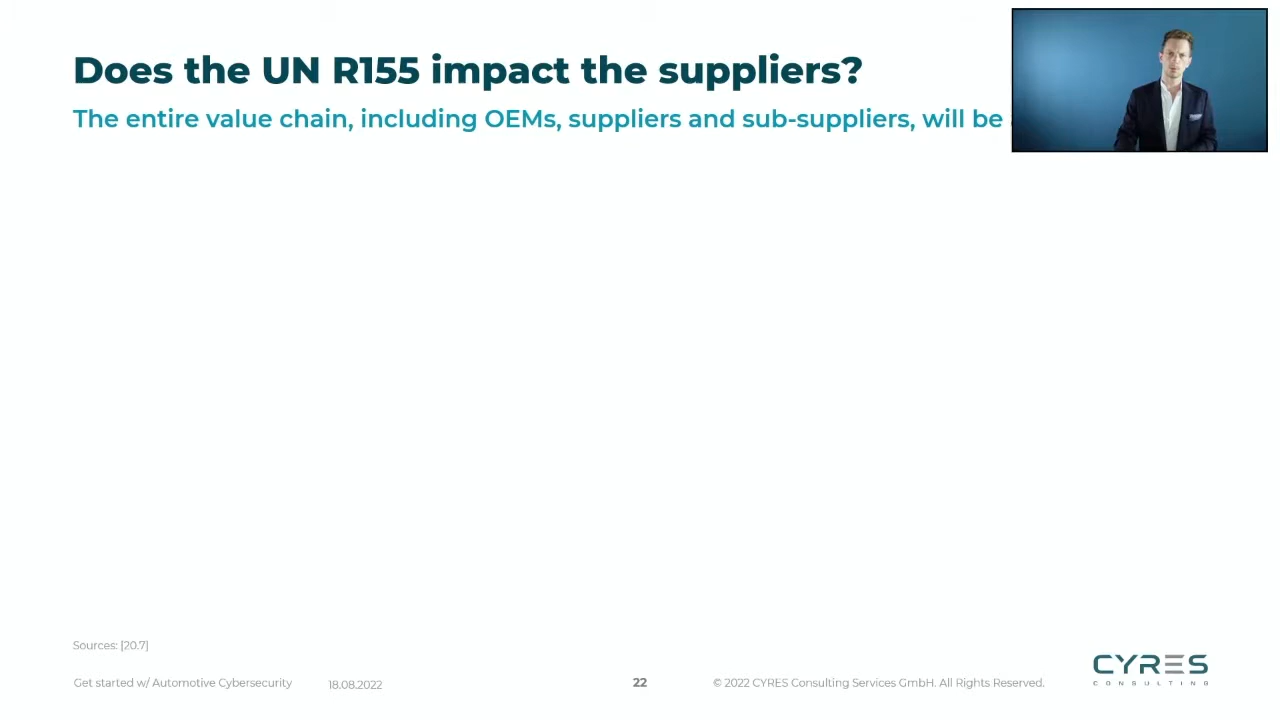 Does the UN R155 impact the suppliers?
The entire value chain, including OEMs, suppliers and sub-suppliers, will be
Sources: [20.7]
Get started w/ Automotive Cybersecurity
18.08.2022
22
© 2022 CYRES Consulting Services GmbH. All Rights Reserved.
CYRES
CONSULTING